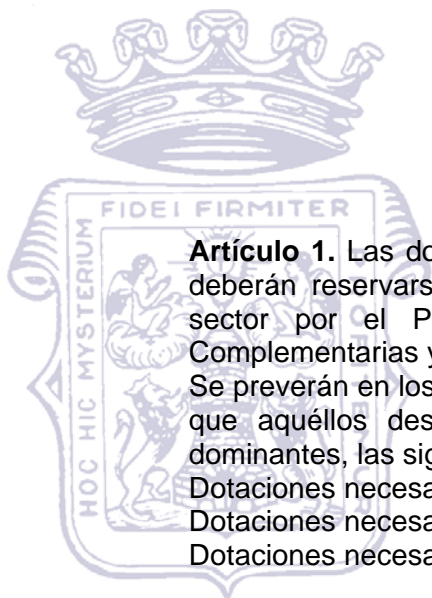 FIDEI FIRMITER
HOC HIC MYSTERIUM
Artículo 1. Las do
deberán reservars
sector por el P
Complementarias y
Se preverán en los
que aquéllos des
dominantes, las sig
Dotaciones necesa
Dotaciones necesa
Dotaciones necesa